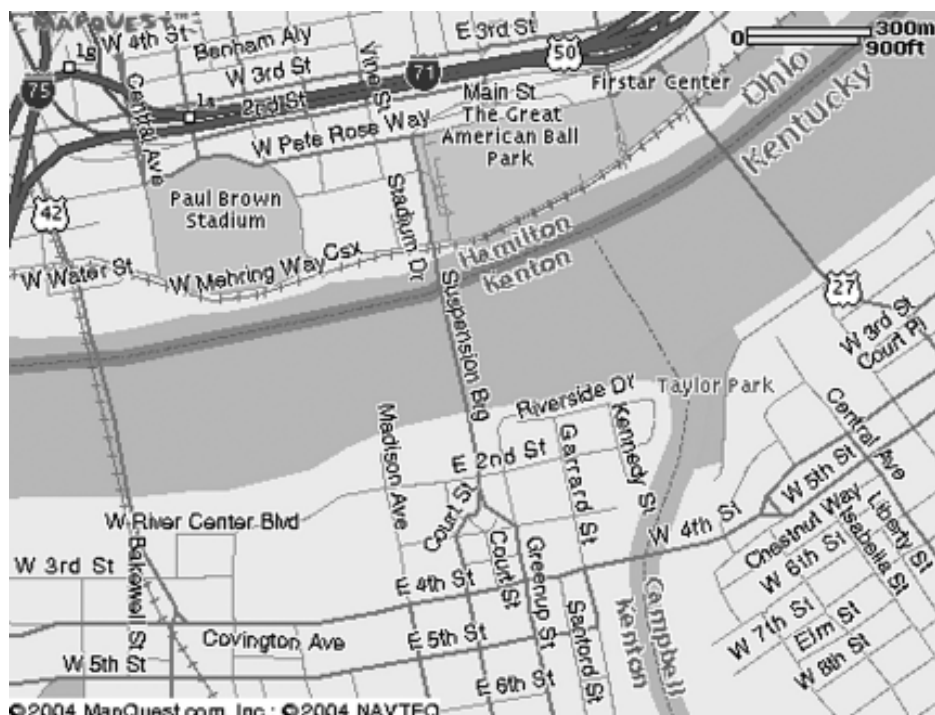 MAPQUEST
W 4th St
Benham Aly
Vine St
E 3rd St
50
0
300m
900ft
75
W 3rd St
71
Firstar Center
Ohio
Kentucky
Central Ave
2nd St
Main St
The Great
American Ball
Park
W Pete Rose Way
42
Paul Brown
Stadium
Stadium Dr
W Water St
W Mehring Way
Csx
Hamilton
Kenton
Suspension Brg
27
W 3rd St
Court Pl
Riverside Dr
Taylor Park
Madison Ave
Garrard St
Kennedy St
Central Ave
E 2nd St
W 5th St
W River Center Blvd
Court St
W 4th St
Chestnut Way
Liberty St
Isabella St
W 6th St
W 3rd St
Bakewell St
E 4th St
Court St
Greenup St
Sanford St
Campbell
Kenton
W 7th St
Elm St
W 8th St
Covington Ave
E 5th St
W 5th St
E 6th St
©2004 MapQuest.com, Inc.; ©2004 NAVTEQ